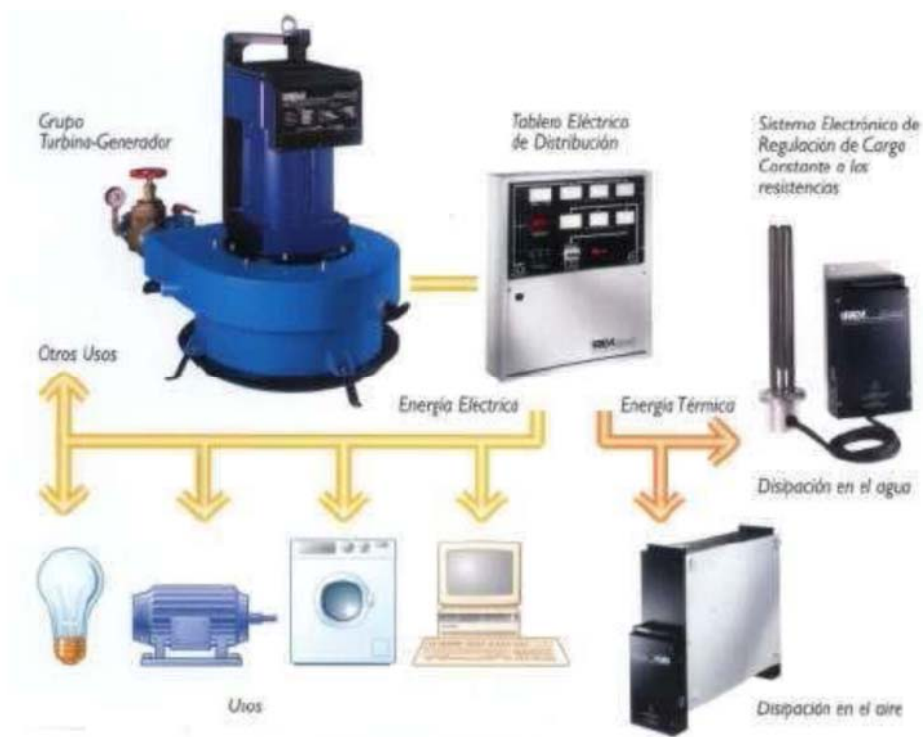 Grupo
Turbina-Generador
Tablero Eléctrico
de Distribución
Sistema Electrónico de
Regulación de Carga
Constante a las
resistencias
Otros Usos
Energía Eléctrica
Energía Térmica
Disipación en el agua
Usos
Disipación en el aire